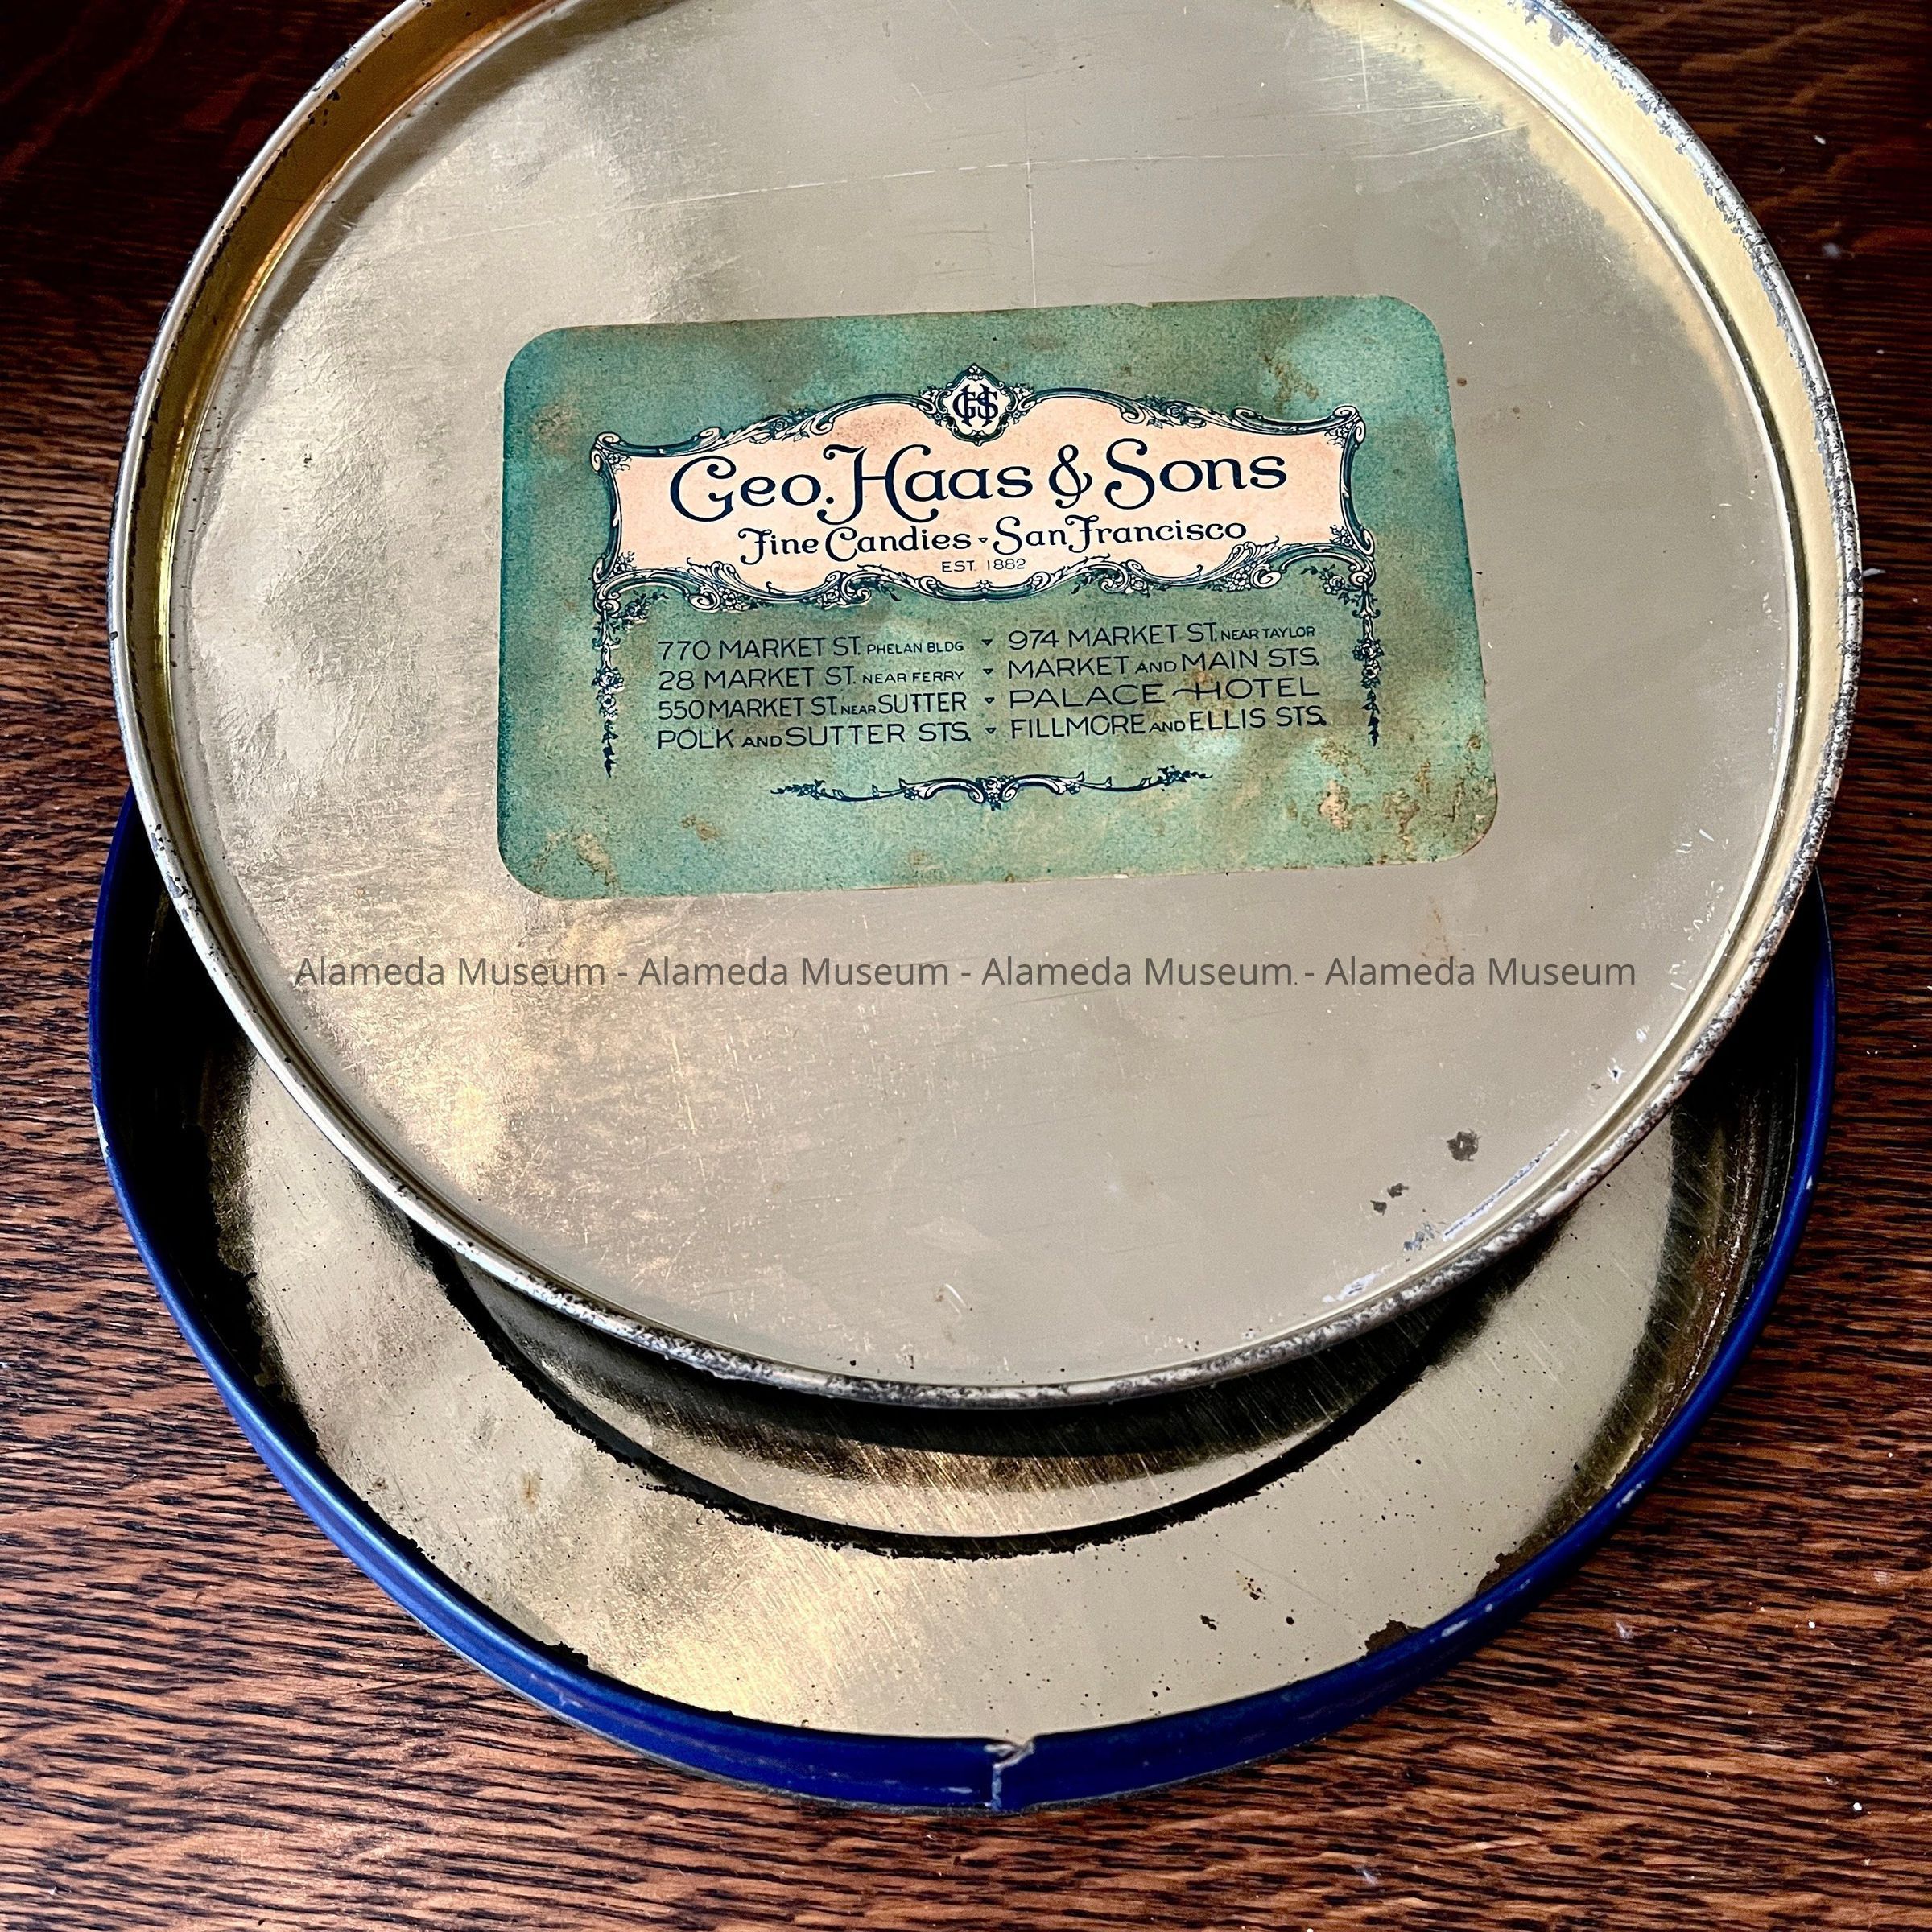 GHS
Geo. Haas & Sons
Fine Candies - San Francisco
EST. 1882
770 MARKET ST. PHELAN BLDG. 974 MARKET ST. NEAR TAYLOR
28 MARKET ST. NEAR FERRY MARKET AND MAIN STS.
550 MARKET ST. NEAR SUTTER PALACE HOTEL
POLK AND SUTTER STS. FILLMORE AND ELLIS STS.
Alameda Museum - Alameda Museum - Alameda Museum - Alameda Museum